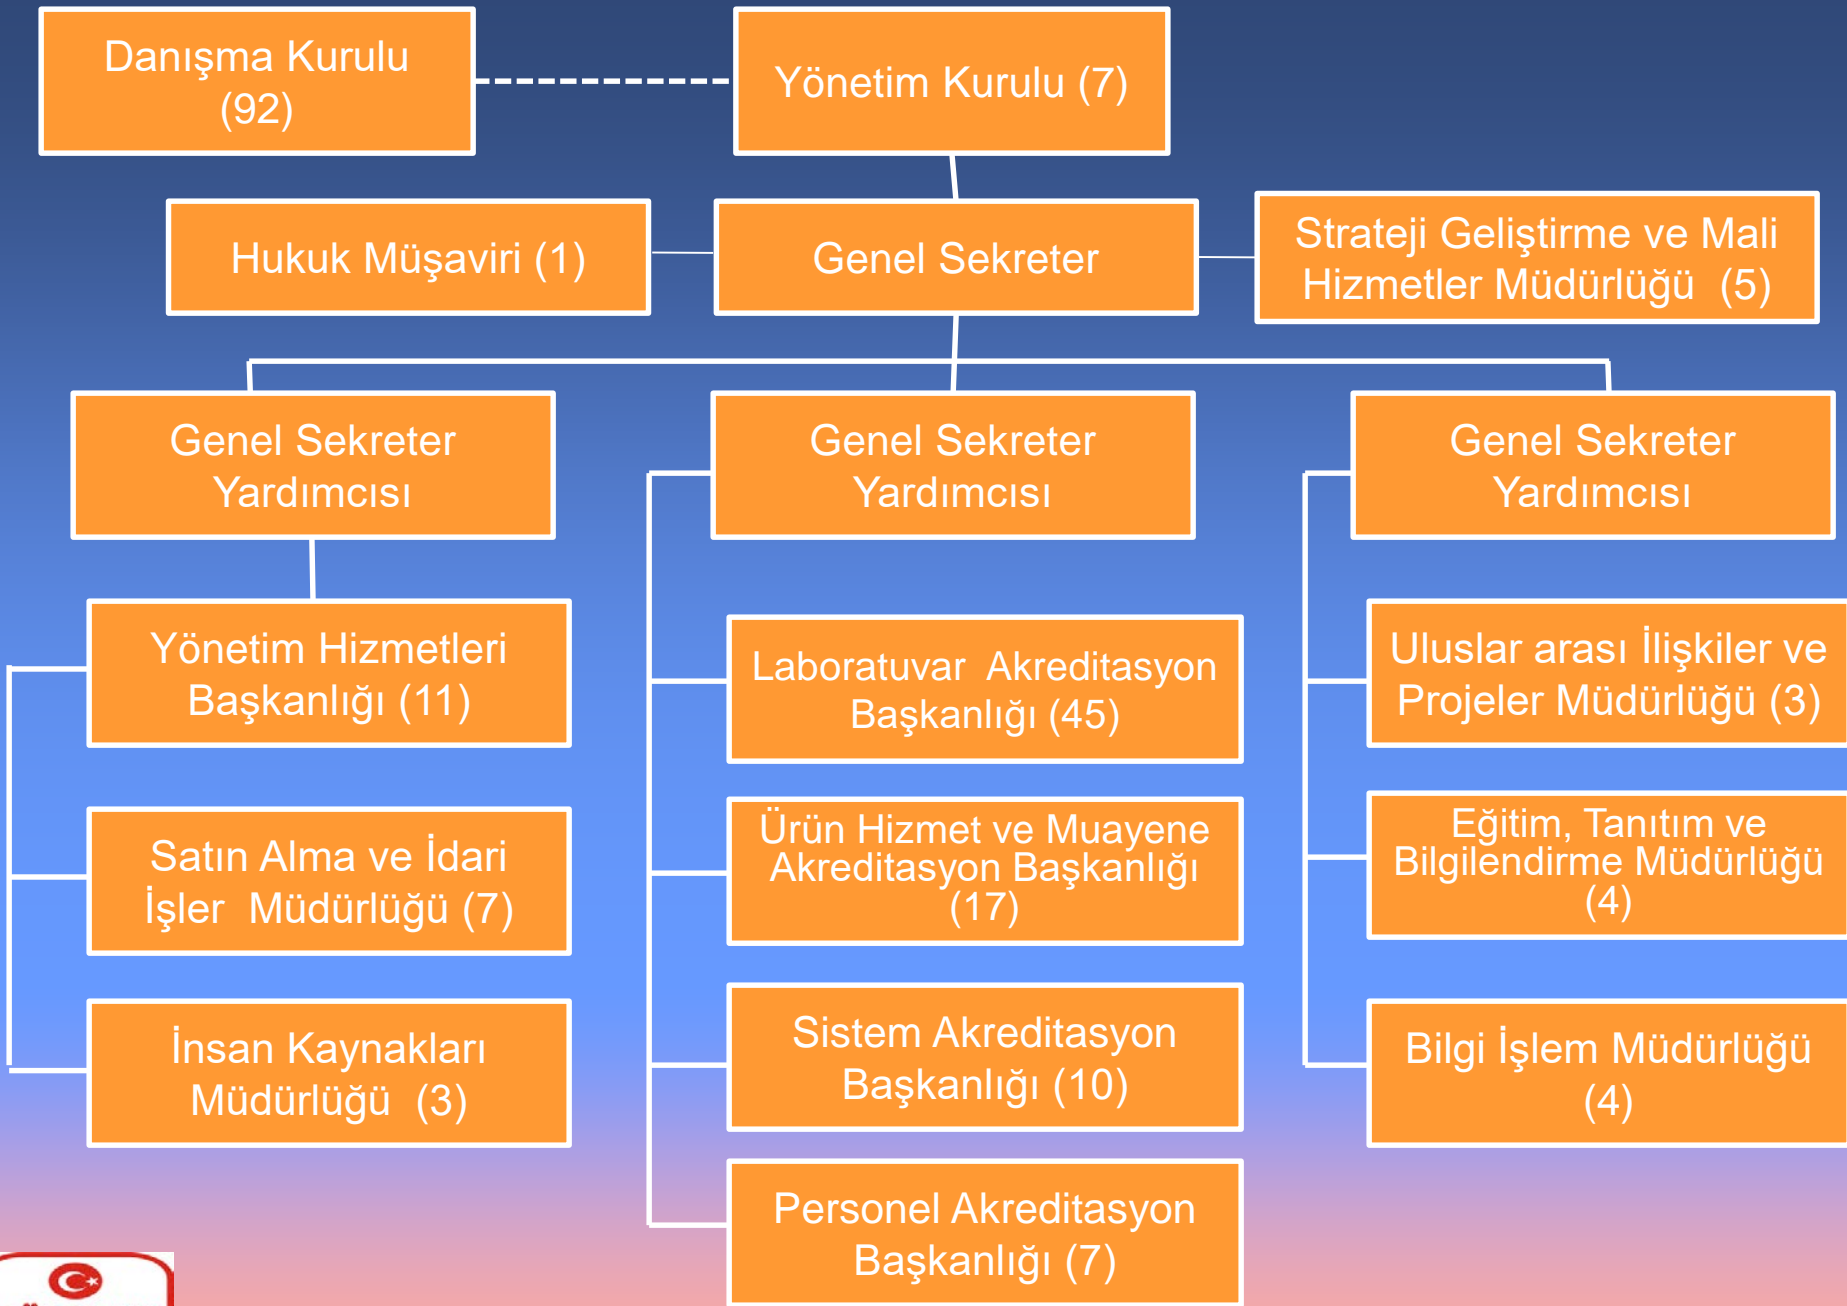 Danışma Kurulu
(92)
Yönetim Kurulu (7)
Hukuk Müşaviri (1)
Genel Sekreter
Strateji Geliştirme ve Mali
Hizmetler Müdürlüğü (5)
Genel Sekreter
Yardımcısı
Genel Sekreter
Yardımcısı
Genel Sekreter
Yardımcısı
Yönetim Hizmetleri
Başkanlığı (11)
Satın Alma ve İdari
İşler Müdürlüğü (7)
İnsan Kaynakları
Müdürlüğü (3)
Laboratuvar Akreditasyon
Başkanlığı (45)
Ürün Hizmet ve Muayene
Akreditasyon Başkanlığı
(17)
Sistem Akreditasyon
Başkanlığı (10)
Personel Akreditasyon
Başkanlığı (7)
Uluslar arası İlişkiler ve
Projeler Müdürlüğü (3)
Eğitim, Tanıtım ve
Bilgilendirme Müdürlüğü
(4)
Bilgi İşlem Müdürlüğü
(4)